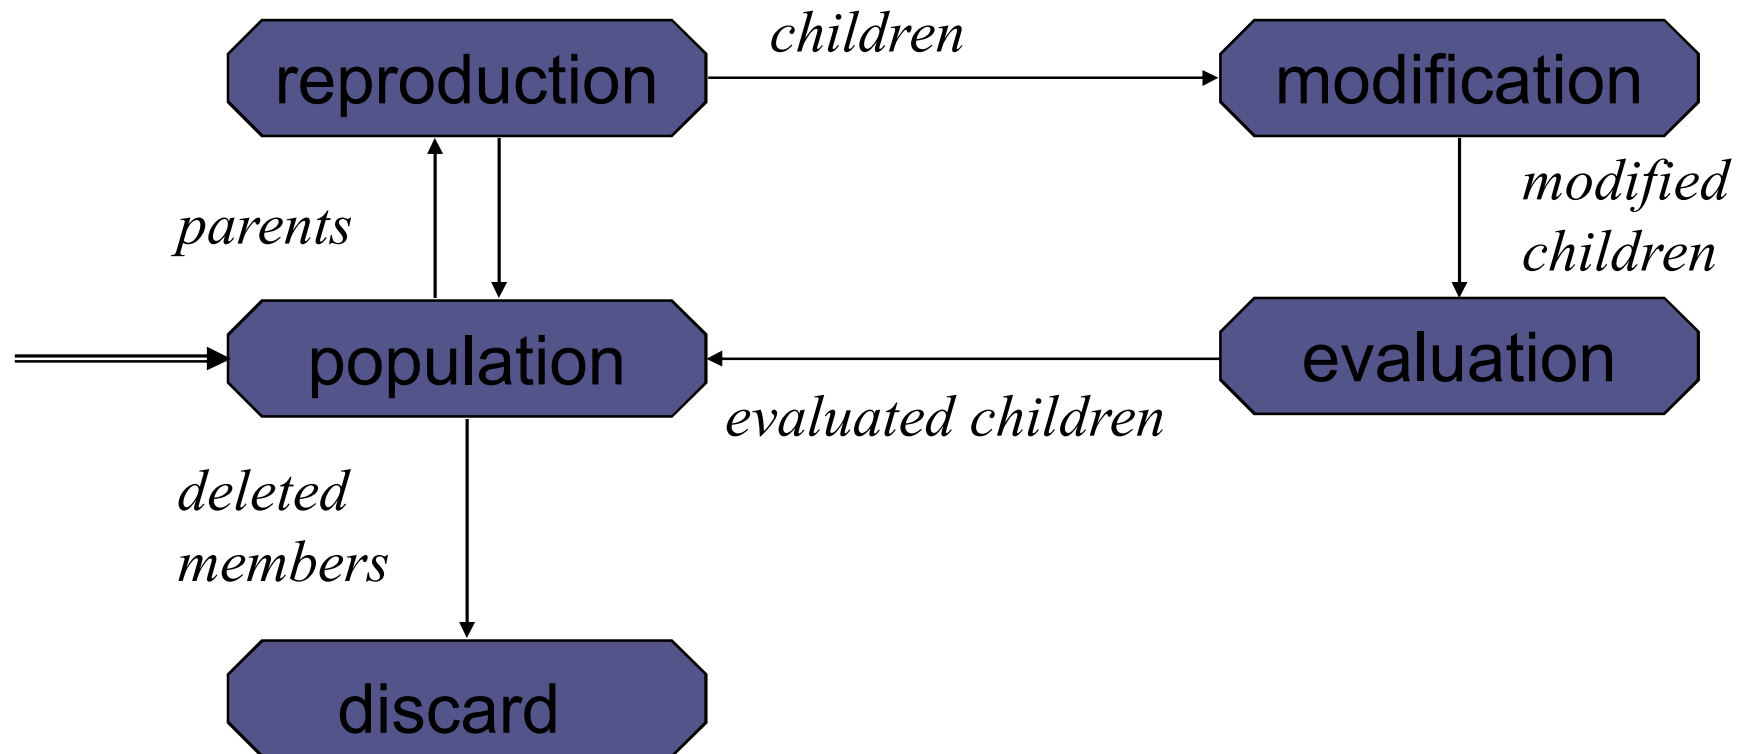 children
reproduction
modification
modified
children
parents
population
evaluation
evaluated children
deleted
members
discard